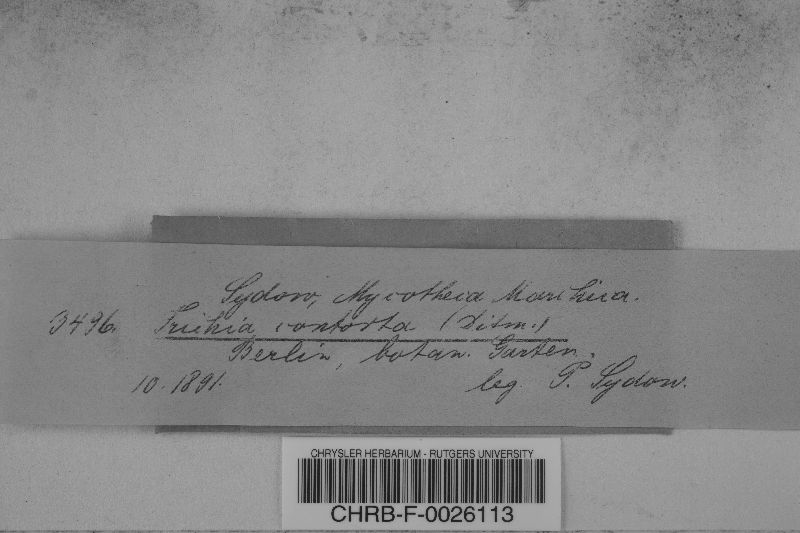 Sydow, Mycotheca Marchica.
3496. Trichia contorta (Ditm.)
Berlin, botan. Garten.
10. 1891. leg. P. Sydow.
CHRYSLER HERBARIUM - RUTGERS UNIVERSITY
CHRB-F-0026113